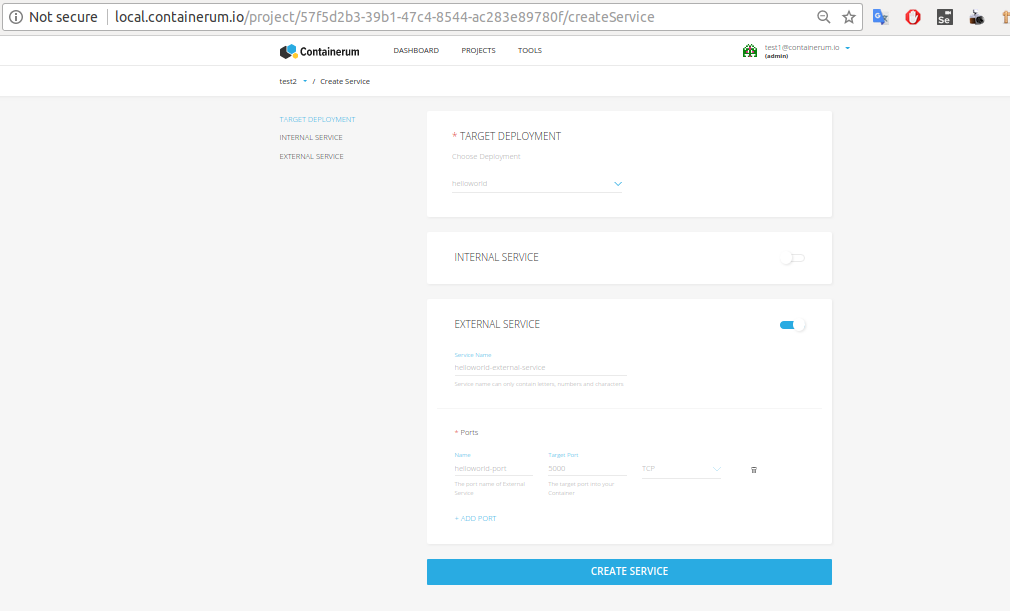 Not secure local.containerum.io/project/57f5d2b3-39b1-47c4-8544-ac283e89780f/createService
Se
Containerum DASHBOARD PROJECTS TOOLS test1@containerum.io
(admin)
test2 / Create Service
TARGET DEPLOYMENT
INTERNAL SERVICE
EXTERNAL SERVICE
* TARGET DEPLOYMENT
Choose Deployment
helloworld
INTERNAL SERVICE
EXTERNAL SERVICE
Service Name
helloworld-external-service
Service name can only contain letters, numbers and characters
* Ports
Name Target Port
helloworld-port 5000 TCP
The port name of External The target port into your
Service Container
+ ADD PORT
CREATE SERVICE